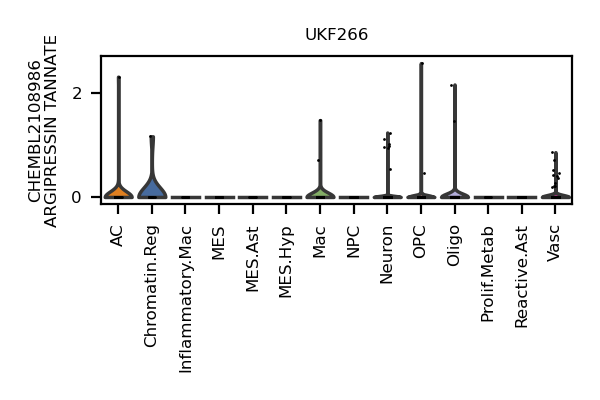 UKF266
CHEMBL2108986
ARGIPRESSIN TANNATE
2
0
AC
Chromatin.Reg
Inflammatory.Mac
MES
MES.Ast
MES.Hyp
Mac
NPC
Neuron
OPC
Oligo
Prolif.Metab
Reactive.Ast
Vasc